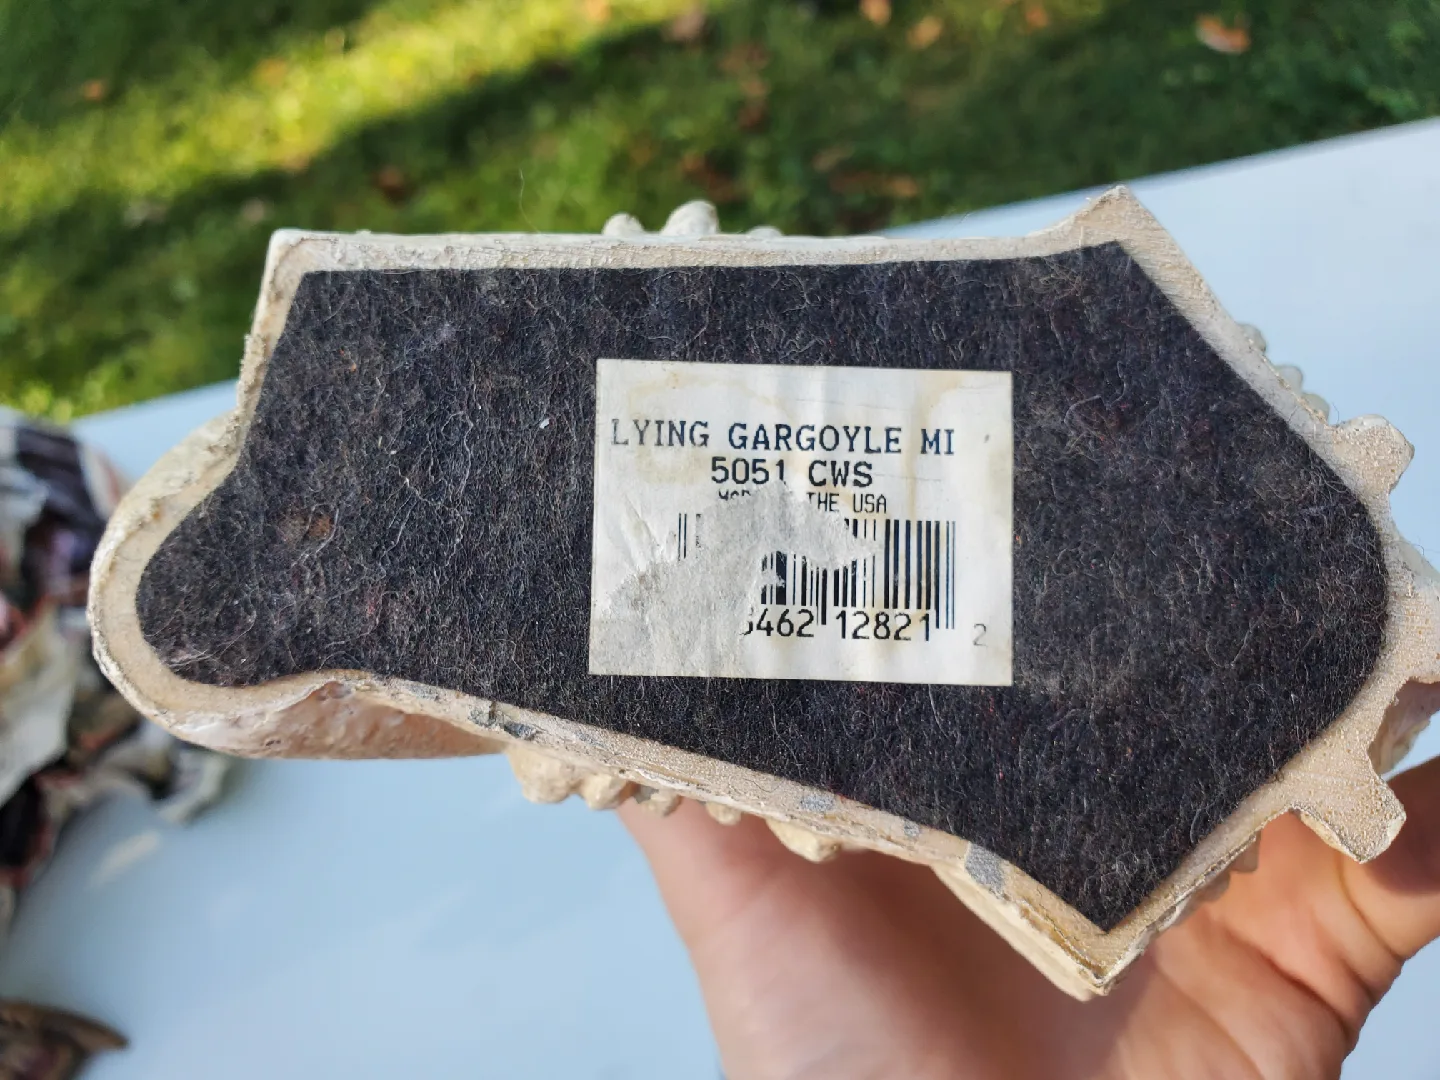 LYING GARGOYLE MI
5051 CWS
THE USA
462 12821 2